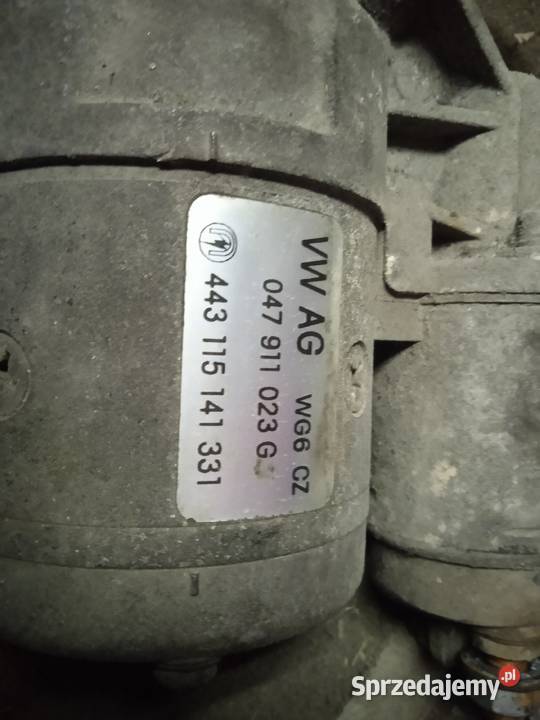 VW AG WG6 CZ
047 911 023 G
443 115 141 331
Sprzedajemy.pl